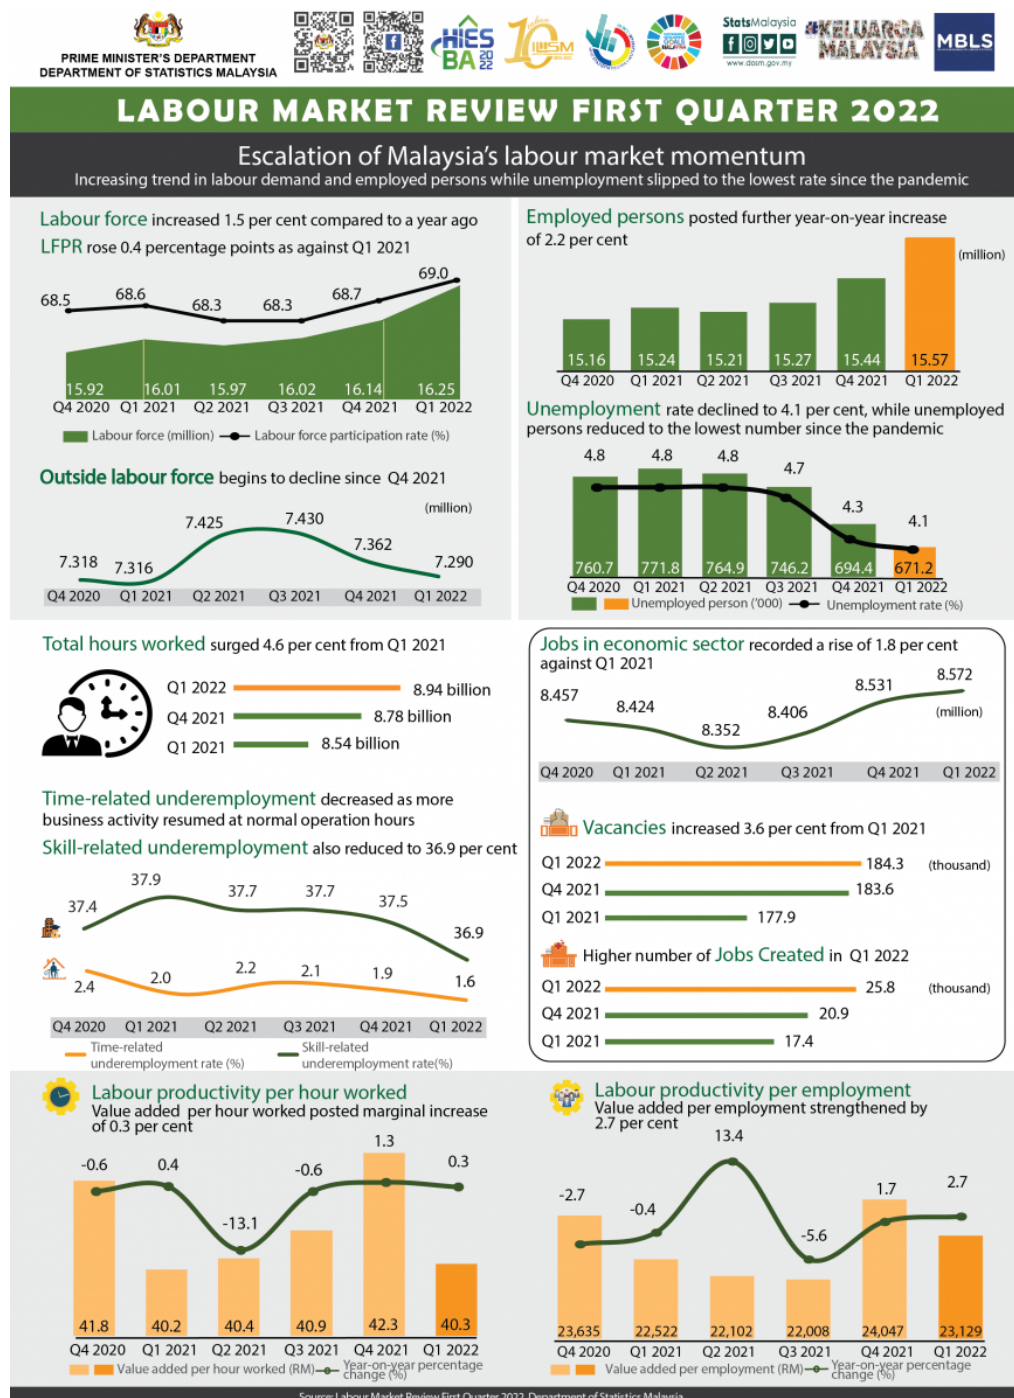 PRIME MINISTER'S DEPARTMENT
DEPARTMENT OF STATISTICS MALAYSIA
HIES
BA 2022
10
StatsMalaysia
www.dosm.gov.my
#KELUARGA
MALAYSIA
MBLS
LABOUR MARKET REVIEW FIRST QUARTER 2022
Escalation of Malaysia's labour market momentum
Increasing trend in labour demand and employed persons while unemployment slipped to the lowest rate since the pandemic
Labour force increased 1.5 per cent compared to a year ago
LFPR rose 0.4 percentage points as against Q1 2021
68.5 68.6 68.3 68.3 68.7 69.0
15.92 16.01 15.97 16.02 16.14 16.25
Q4 2020 Q1 2021 Q2 2021 Q3 2021 Q4 2021 Q1 2022
Labour force (million) Labour force participation rate (%)
Outside labour force begins to decline since Q4 2021
(million)
7.318 7.316 7.425 7.430 7.362 7.290
Q4 2020 Q1 2021 Q2 2021 Q3 2021 Q4 2021 Q1 2022
Employed persons posted further year-on-year increase
of 2.2 per cent
(million)
15.16 15.24 15.21 15.27 15.44 15.57
Q4 2020 Q1 2021 Q2 2021 Q3 2021 Q4 2021 Q1 2022
Unemployment rate declined to 4.1 per cent, while unemployed
persons reduced to the lowest number since the pandemic
4.8 4.8 4.8 4.7 4.3 4.1
760.7 771.8 764.9 746.2 694.4 671.2
Q4 2020 Q1 2021 Q2 2021 Q3 2021 Q4 2021 Q1 2022
Unemployed person ('000) Unemployment rate (%)
Total hours worked surged 4.6 per cent from Q1 2021
Q1 2022 8.94 billion
Q4 2021 8.78 billion
Q1 2021 8.54 billion
Time-related underemployment decreased as more
business activity resumed at normal operation hours
Skill-related underemployment also reduced to 36.9 per cent
37.4 37.9 37.7 37.7 37.5 36.9
2.4 2.0 2.2 2.1 1.9 1.6
Q4 2020 Q1 2021 Q2 2021 Q3 2021 Q4 2021 Q1 2022
Time-related
underemployment rate (%)
Skill-related
underemployment rate(%)
Jobs in economic sector recorded a rise of 1.8 per cent
against Q1 2021
8.457 8.424 8.352 8.406 8.531 8.572
(million)
Q4 2020 Q1 2021 Q2 2021 Q3 2021 Q4 2021 Q1 2022
Vacancies increased 3.6 per cent from Q1 2021
Q1 2022 184.3 (thousand)
Q4 2021 183.6
Q1 2021 177.9
Higher number of Jobs Created in Q1 2022
Q1 2022 25.8 (thousand)
Q4 2021 20.9
Q1 2021 17.4
Labour productivity per hour worked
Value added per hour worked posted marginal increase
of 0.3 per cent
-0.6 0.4 -13.1 -0.6 1.3 0.3
41.8 40.2 40.4 40.9 42.3 40.3
Q4 2020 Q1 2021 Q2 2021 Q3 2021 Q4 2021 Q1 2022
Value added per hour worked (RM) Year-on-year percentage
change (%)
Labour productivity per employment
Value added per employment strengthened by
2.7 per cent
-2.7 -0.4 13.4 -5.6 1.7 2.7
23,635 22,522 22,102 22,008 24,047 23,129
Q4 2020 Q1 2021 Q2 2021 Q3 2021 Q4 2021 Q1 2022
Value added per employment (RM) Year-on-year percentage
change (%)
Source: Labour Market Review First Quarter 2022, Department of Statistics Malaysia